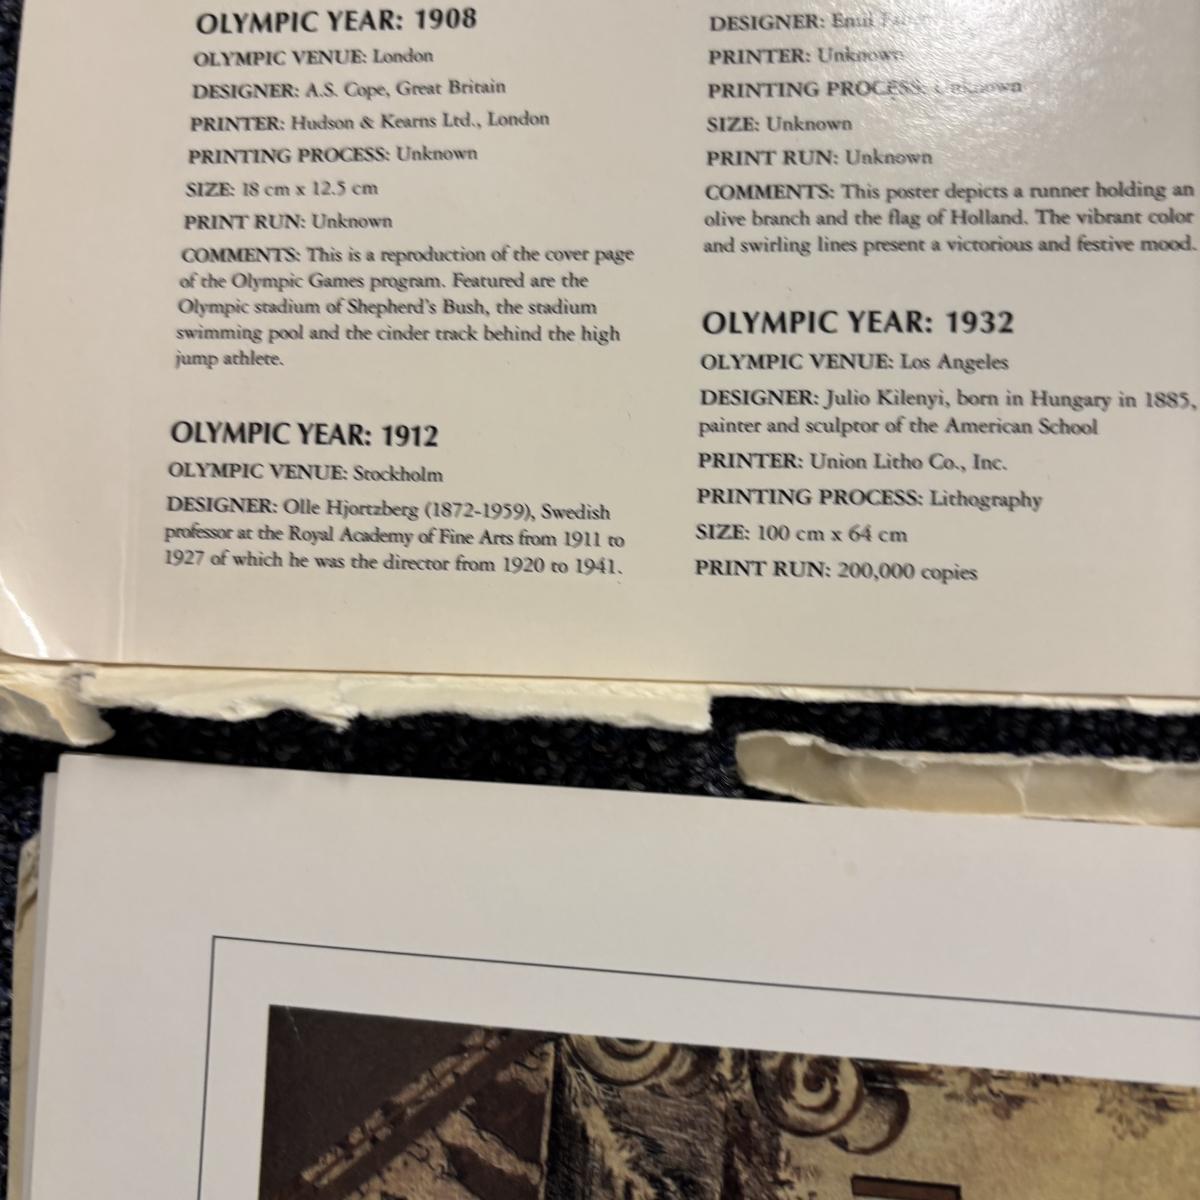 OLYMPIC YEAR: 1908
OLYMPIC VENUE: London
DESIGNER: A.S. Cope, Great Britain
PRINTER: Hudson & Kearns Ltd., London
PRINTING PROCESS: Unknown
SIZE: 18 cm x 12.5 cm
PRINT RUN: Unknown
COMMENTS: This is a reproduction of the cover page
of the Olympic Games program. Featured are the
Olympic stadium of Shepherd's Bush, the stadium
swimming pool and the cinder track behind the high
jump athlete.
OLYMPIC YEAR: 1912
OLYMPIC VENUE: Stockholm
DESIGNER: Olle Hjortzberg (1872-1959), Swedish
professor at the Royal Academy of Fine Arts from 1911 to
1927 of which he was the director from 1920 to 1941.
DESIGNER:
PRINTER: Unknown
PRINTING PROCESS: Unknown
SIZE: Unknown
PRINT RUN: Unknown
COMMENTS: This poster depicts a runner holding an
olive branch and the flag of Holland. The vibrant color
and swirling lines present a victorious and festive mood.
OLYMPIC YEAR: 1932
OLYMPIC VENUE: Los Angeles
DESIGNER: Julio Kilenyi, born in Hungary in 1885,
painter and sculptor of the American School
PRINTER: Union Litho Co., Inc.
PRINTING PROCESS: Lithography
SIZE: 100 cm x 64 cm
PRINT RUN: 200,000 copies